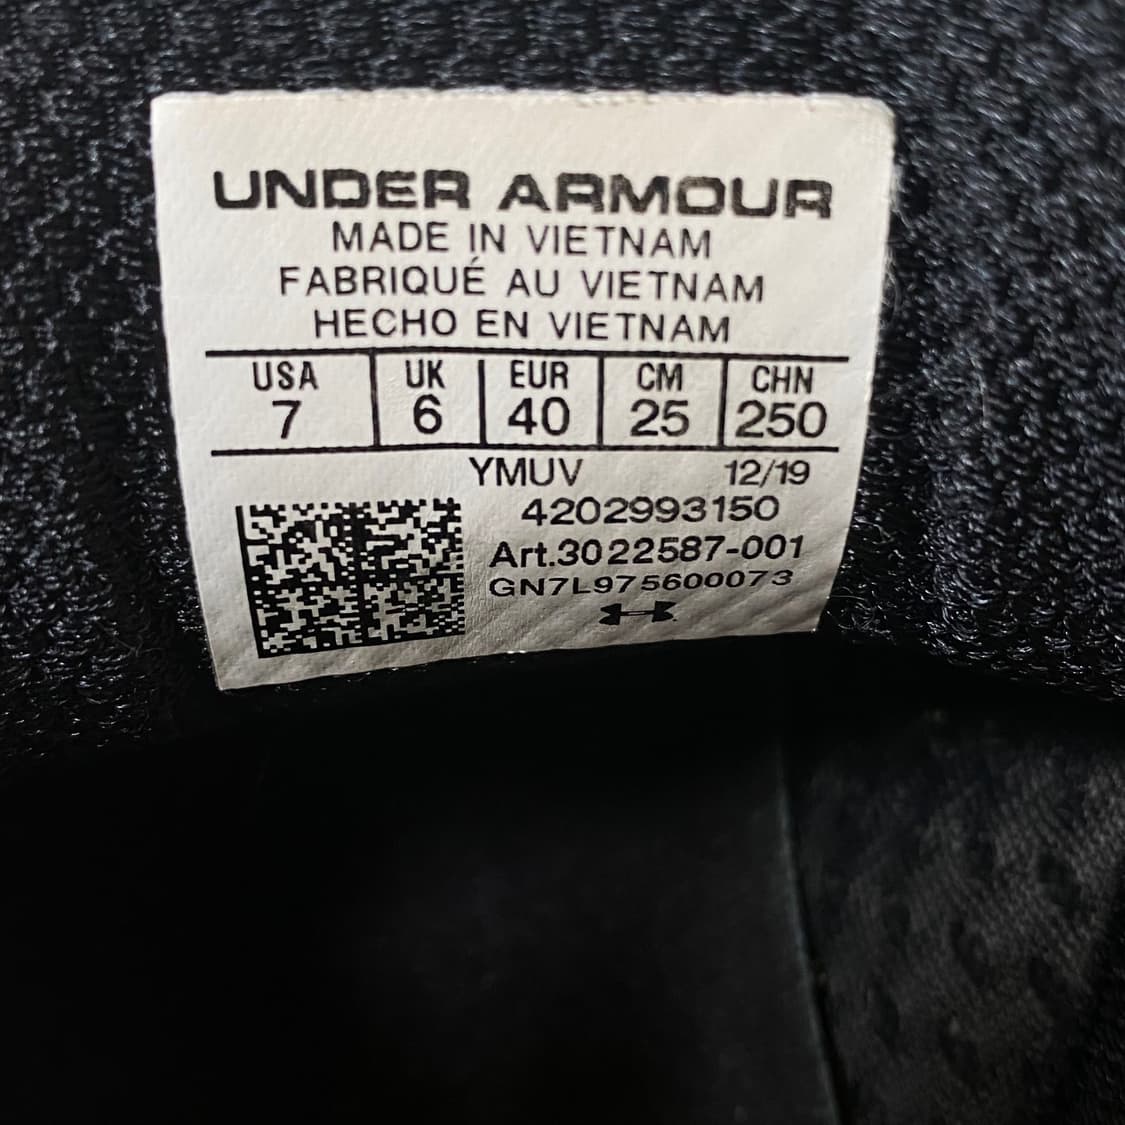 UNDER ARMOUR
MADE IN VIETNAM
FABRIQUÉ AU VIETNAM
HECHO EN VIETNAM
USA UK EUR CM CHN
7 6 40 25 250
YMUV 12/19
4202993150
Art.3022587-001
GN7L975600073